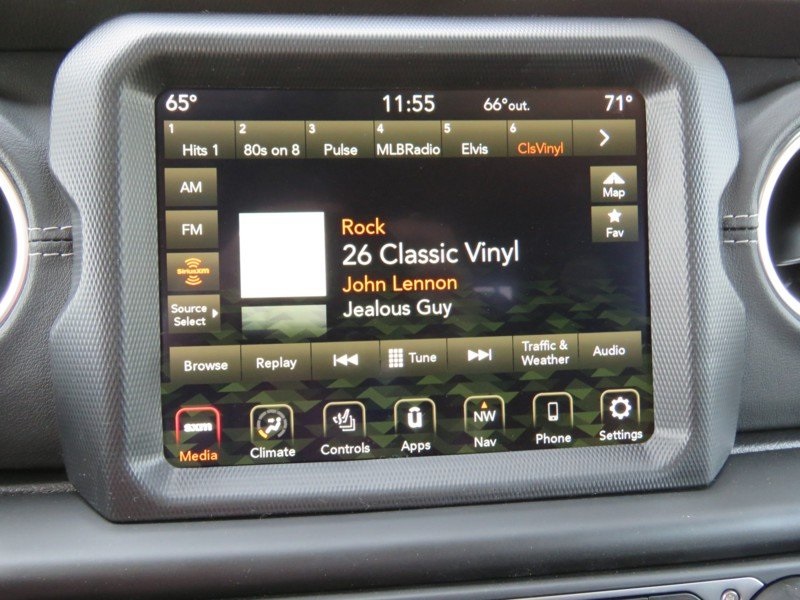 65° 11:55 66°out. 71°
1 2 3 4 5 6
Hits 1 80s on 8 Pulse MLBRadio Elvis ClsVinyl >
AM
Map
FM
Fav
SiriusXM
Source
Select
Rock
26 Classic Vinyl
John Lennon
Jealous Guy
Browse Replay Tune Traffic &
Weather Audio
SXM NW
Media Climate Controls Apps Nav Phone Settings